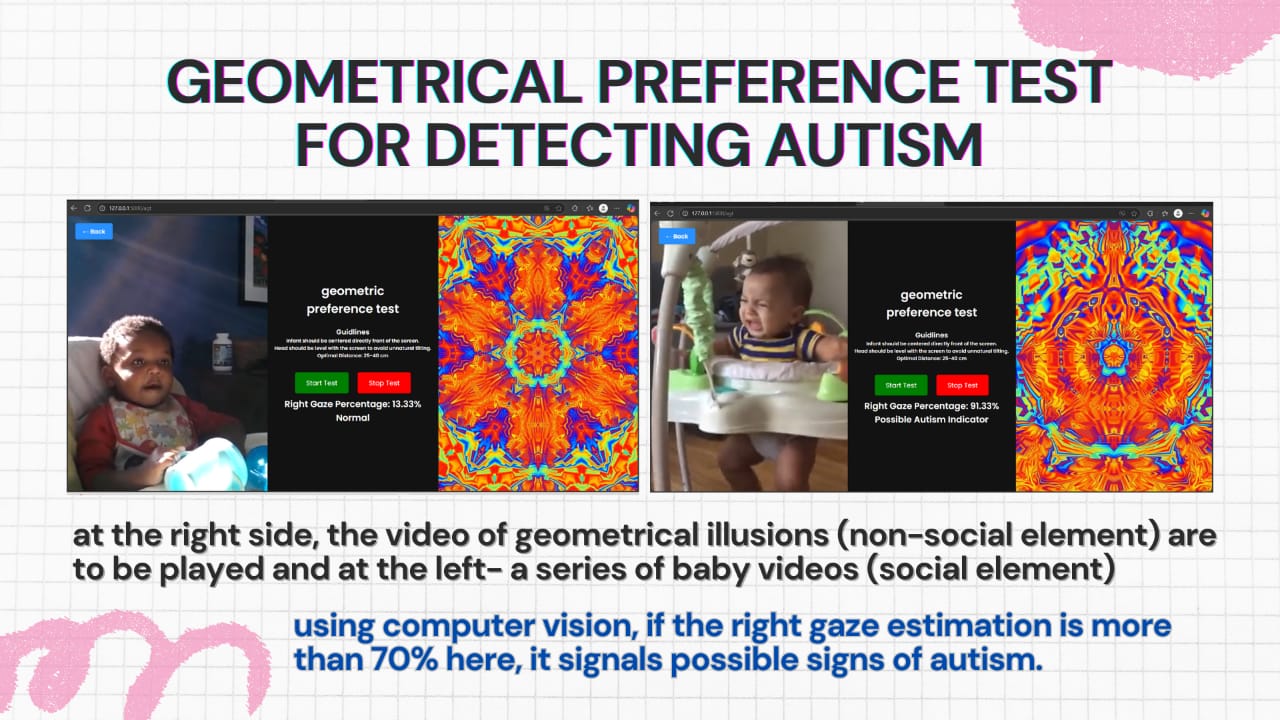 GEOMETRICAL PREFERENCE TEST
FOR DETECTING AUTISM
127.0.0.1:5000/agt
← Back
geometric
preference test
Guidlines
Infant should be centered directly front of the screen.
Head should be level with the screen to avoid unnatural tilting.
Optimal Distance: 25-40 cm
Start Test
Stop Test
Right Gaze Percentage: 13.33%
Normal
127.0.0.1:5000/agt
← Back
geometric
preference test
Guidlines
Infant should be centered directly front of the screen.
Head should be level with the screen to avoid unnatural tilting.
Optimal Distance: 25-40 cm
Start Test
Stop Test
Right Gaze Percentage: 91.33%
Possible Autism Indicator
at the right side, the video of geometrical illusions (non-social element) are
to be played and at the left- a series of baby videos (social element)
using computer vision, if the right gaze estimation is more
than 70% here, it signals possible signs of autism.